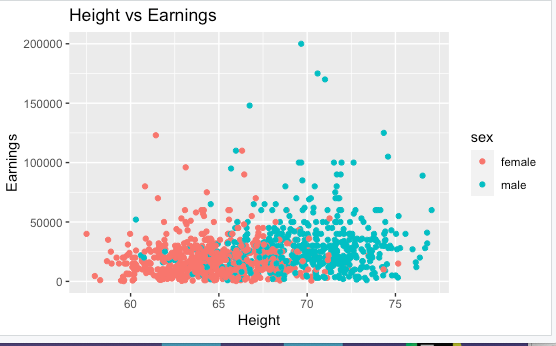 Height vs Earnings
200000
150000
100000
50000
0
Earnings
60 65 70 75
Height
sex
female
male